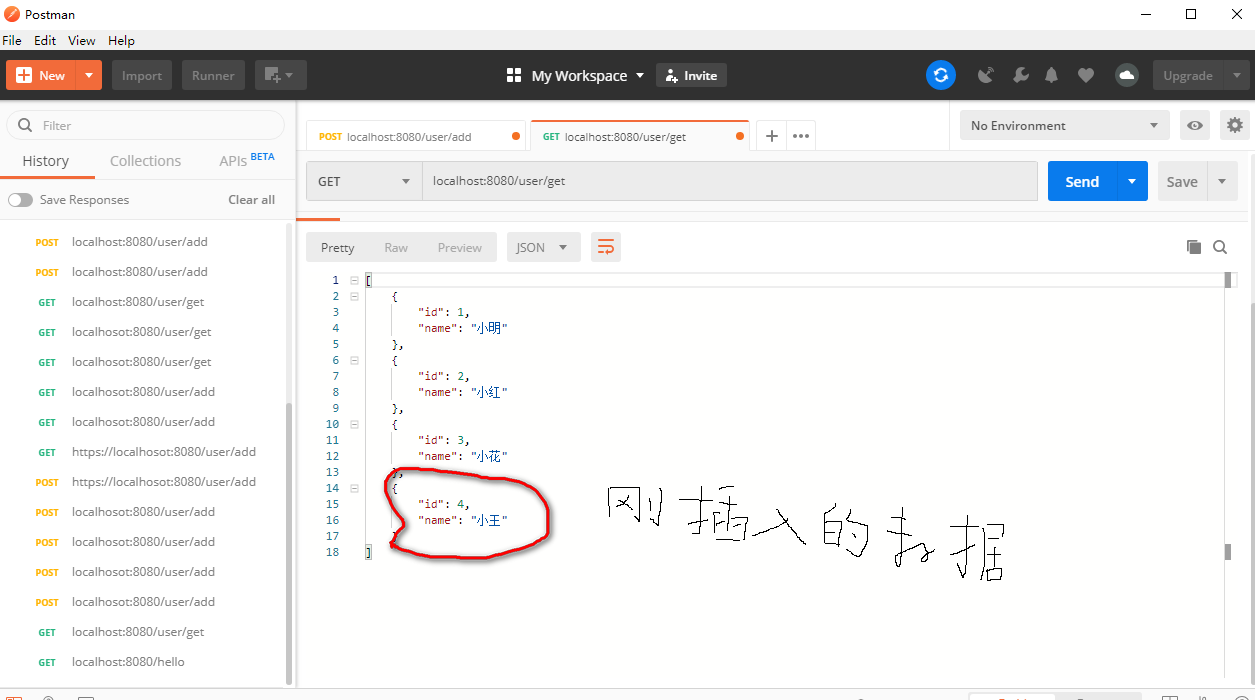 Postman
File Edit View Help
New Import Runner My Workspace Invite Upgrade
Filter
History Collections APIs BETA
Save Responses Clear all
POST localhost:8080/user/add
POST localhost:8080/user/add
GET localhost:8080/user/get
GET localhosot:8080/user/get
GET localhosot:8080/user/get
GET localhosot:8080/user/add
GET localhosot:8080/user/add
GET https://localhosot:8080/user/add
POST https://localhosot:8080/user/add
POST localhosot:8080/user/add
POST localhosot:8080/user/add
POST localhosot:8080/user/add
POST localhosot:8080/user/add
GET localhost:8080/user/get
GET localhost:8080/hello
POST localhost:8080/user/add GET localhost:8080/user/get No Environment
GET localhost:8080/user/get Send Save
Pretty Raw Preview JSON
1 [
2 {
3 "id": 1,
4 "name": "小明"
5 },
6 {
7 "id": 2,
8 "name": "小红"
9 },
10 {
11 "id": 3,
12 "name": "小花"
13 },
14 {
15 "id": 4,
16 "name": "小王"
17 }
18 ]
刚插入的数据